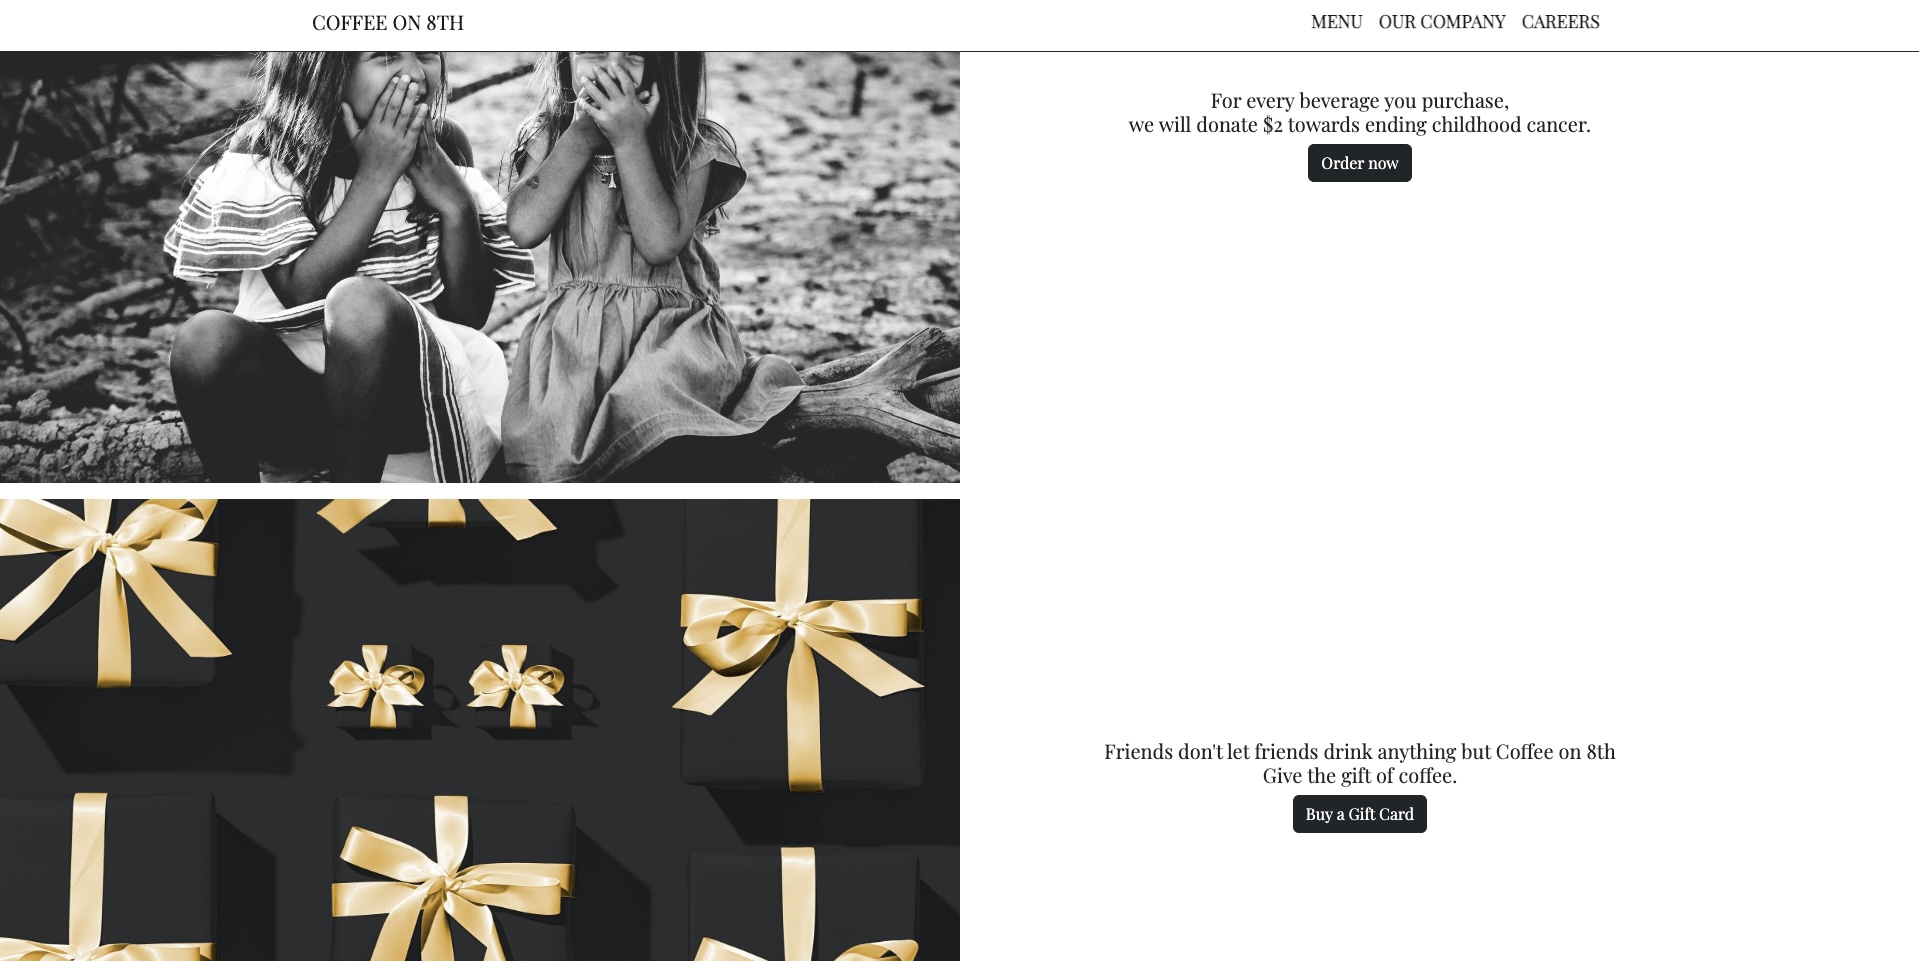 COFFEE ON 8TH
MENU OUR COMPANY CAREERS
For every beverage you purchase,
we will donate $2 towards ending childhood cancer.
Order now
Friends don't let friends drink anything but Coffee on 8th
Give the gift of coffee.
Buy a Gift Card